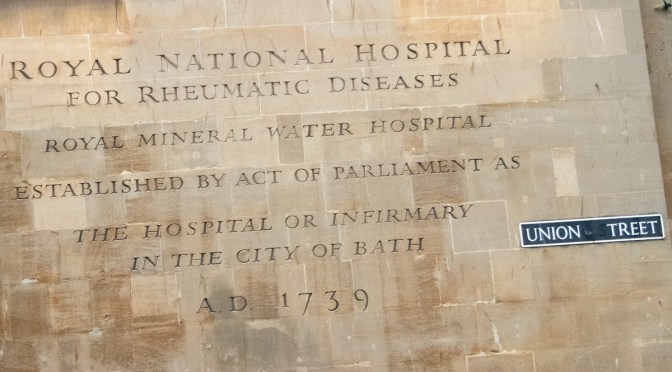 ROYAL NATIONAL HOSPITAL
FOR RHEUMATIC DISEASES
ROYAL MINERAL WATER HOSPITAL
ESTABLISHED BY ACT OF PARLIAMENT AS
THE HOSPITAL OR INFIRMARY
IN THE CITY OF BATH
A.D. 1739
UNION STREET